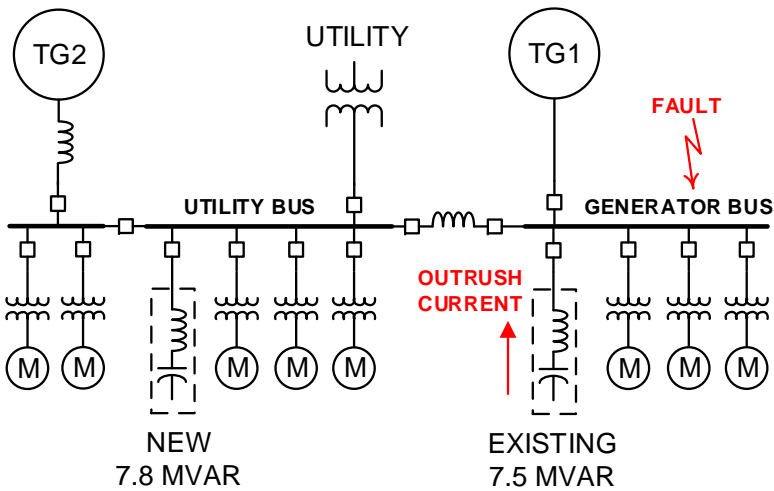 UTILITY
TG2
TG1
FAULT
UTILITY BUS
GENERATOR BUS
OUTRUSH
CURRENT
M
M
M
M
M
M
M
M
NEW
7.8 MVAR
EXISTING
7.5 MVAR